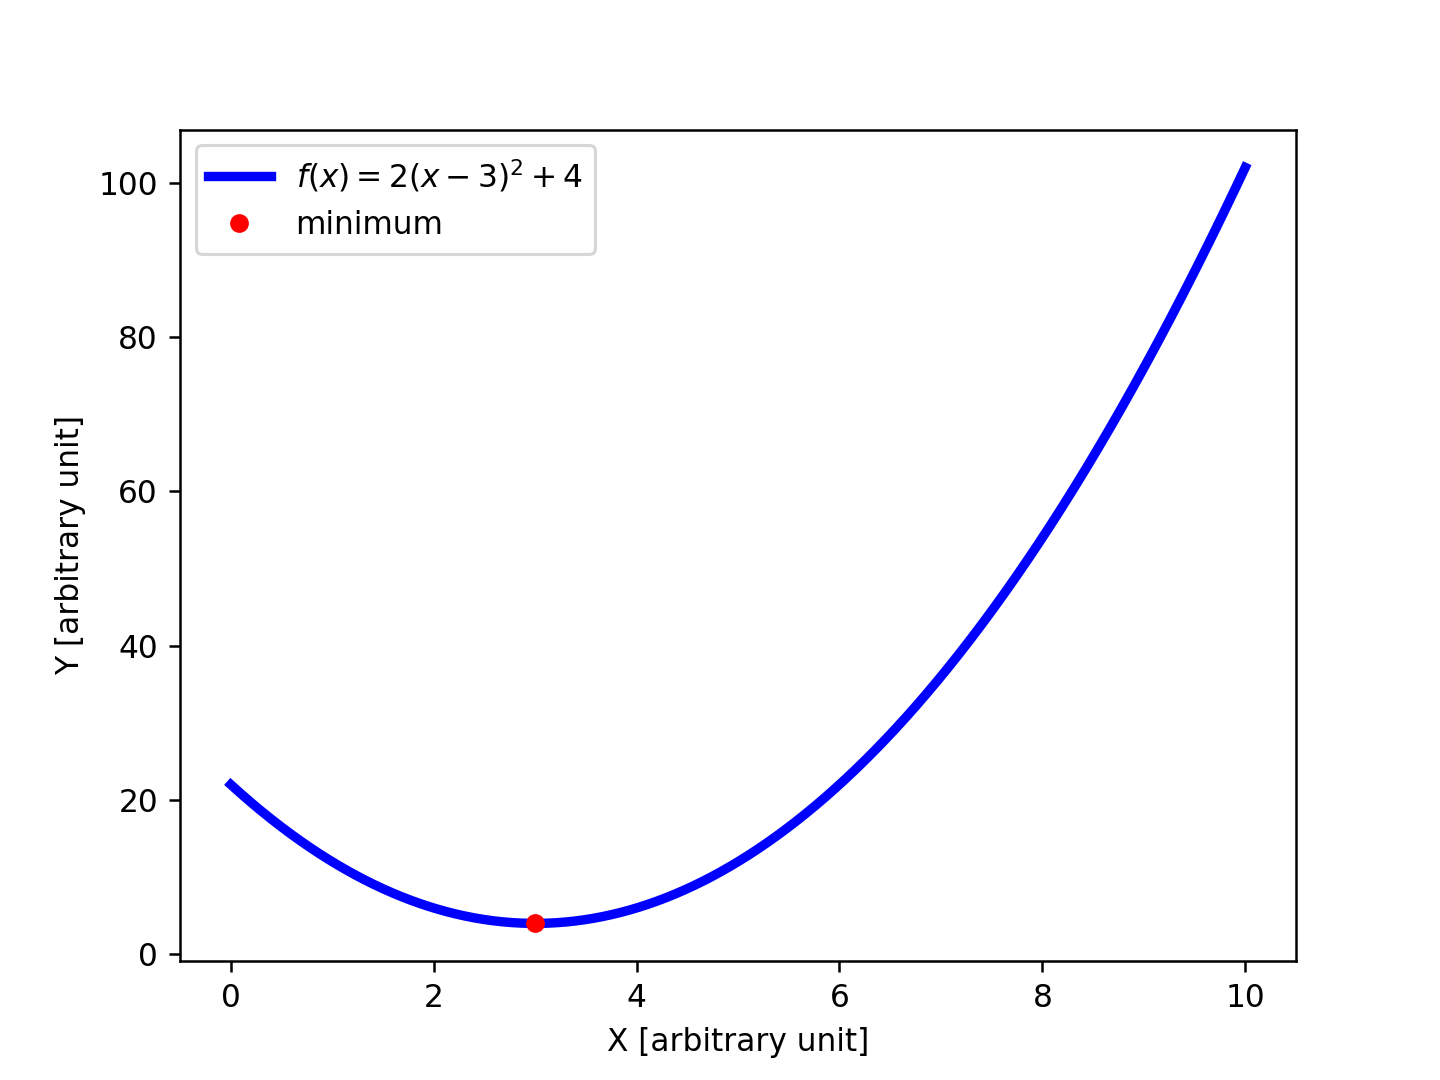 f(x) = 2(x − 3)² + 4
minimum
100
80
60
40
20
0
Y [arbitrary unit]
0 2 4 6 8 10
X [arbitrary unit]